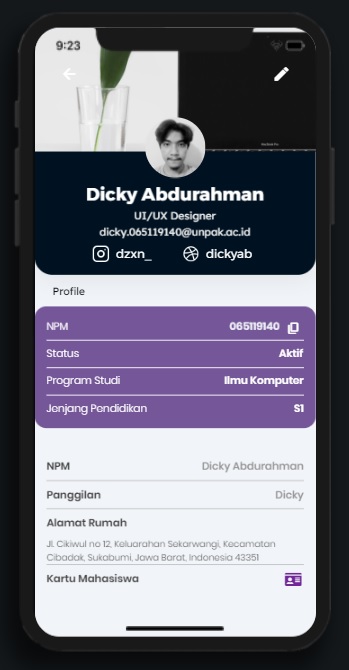 9:23
Dicky Abdurahman
UI/UX Designer
dicky.065119140@unpak.ac.id
dzxn_ dickyab
Profile
NPM 065119140
Status Aktif
Program Studi Ilmu Komputer
Jenjang Pendidikan S1
NPM Dicky Abdurahman
Panggilan Dicky
Alamat Rumah
Jl. Cikiwul no 12, Keluarahan Sekarwangi, Kecamatan
Cibadak, Sukabumi, Jawa Barat, Indonesia 43351
Kartu Mahasiswa